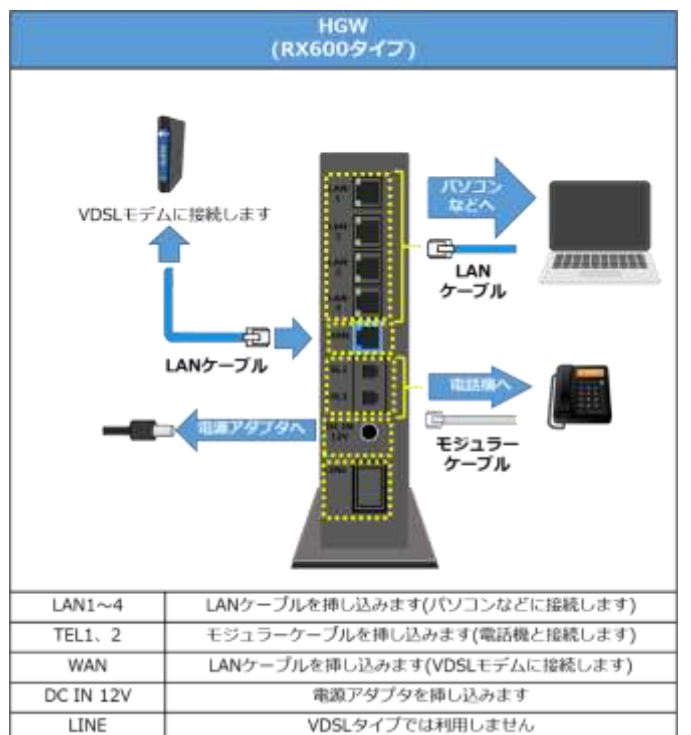 HGW
(RX600タイプ)
VDSLモデムに接続します
パソコン
などへ
LAN
ケーブル
LANケーブル
電話機へ
電源アダプタへ
DC IN
12V
モジュラー
ケーブル
LAN1～4 LANケーブルを挿し込みます(パソコンなどに接続します)
TEL1、2 モジュラーケーブルを挿し込みます(電話機と接続します)
WAN LANケーブルを挿し込みます(VDSLモデムに接続します)
DC IN 12V 電源アダプタを挿し込みます
LINE VDSLタイプでは利用しません